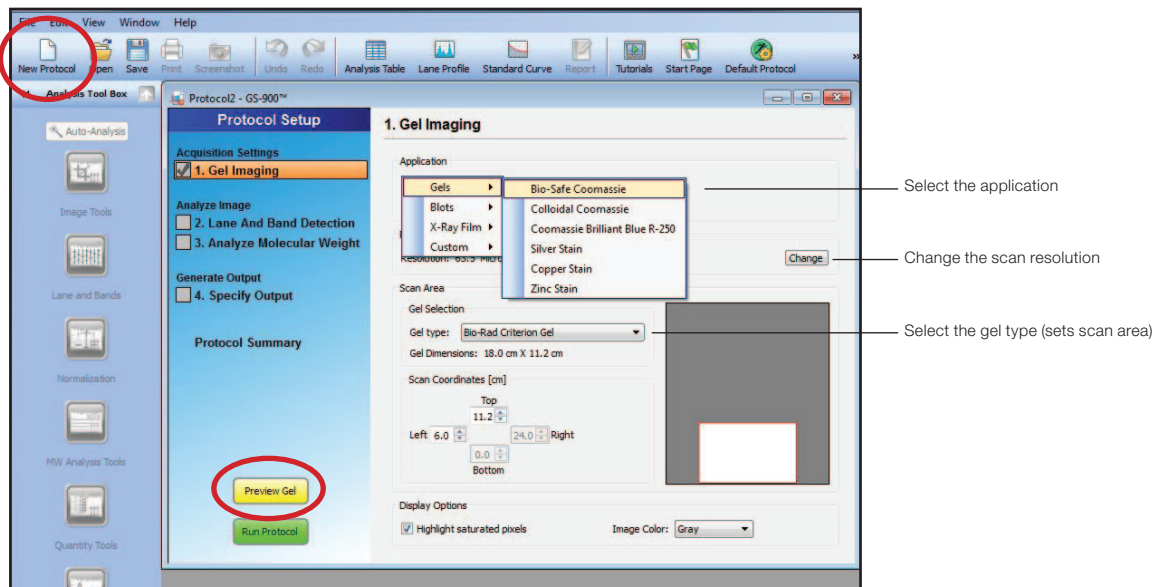 File Edit View Window Help
New Protocol Open Save Print Screenshot Undo Redo Analysis Table Lane Profile Standard Curve Report Tutorials Start Page Default Protocol »
Analysis Tool Box
Auto-Analysis
Image Tools
Lane and Bands
Normalization
MW Analysis Tools
Quantity Tools
Protocol2 - GS-900™
Protocol Setup
Acquisition Settings
1. Gel Imaging
Analyze Image
2. Lane And Band Detection
3. Analyze Molecular Weight
Generate Output
4. Specify Output
Protocol Summary
Preview Gel
Run Protocol
1. Gel Imaging
Application
Gels
Blots
X-Ray Film
Custom
Bio-Safe Coomassie
Colloidal Coomassie
Coomassie Brilliant Blue R-250
Silver Stain
Copper Stain
Zinc Stain
Resolution: 63.5
Change
Scan Area
Gel Selection
Gel type: Bio-Rad Criterion Gel
Gel Dimensions: 18.0 cm X 11.2 cm
Scan Coordinates [cm]
Top
11.2
Left 6.0 24.0 Right
0.0
Bottom
Display Options
Highlight saturated pixels Image Color: Gray
Select the application
Change the scan resolution
Select the gel type (sets scan area)